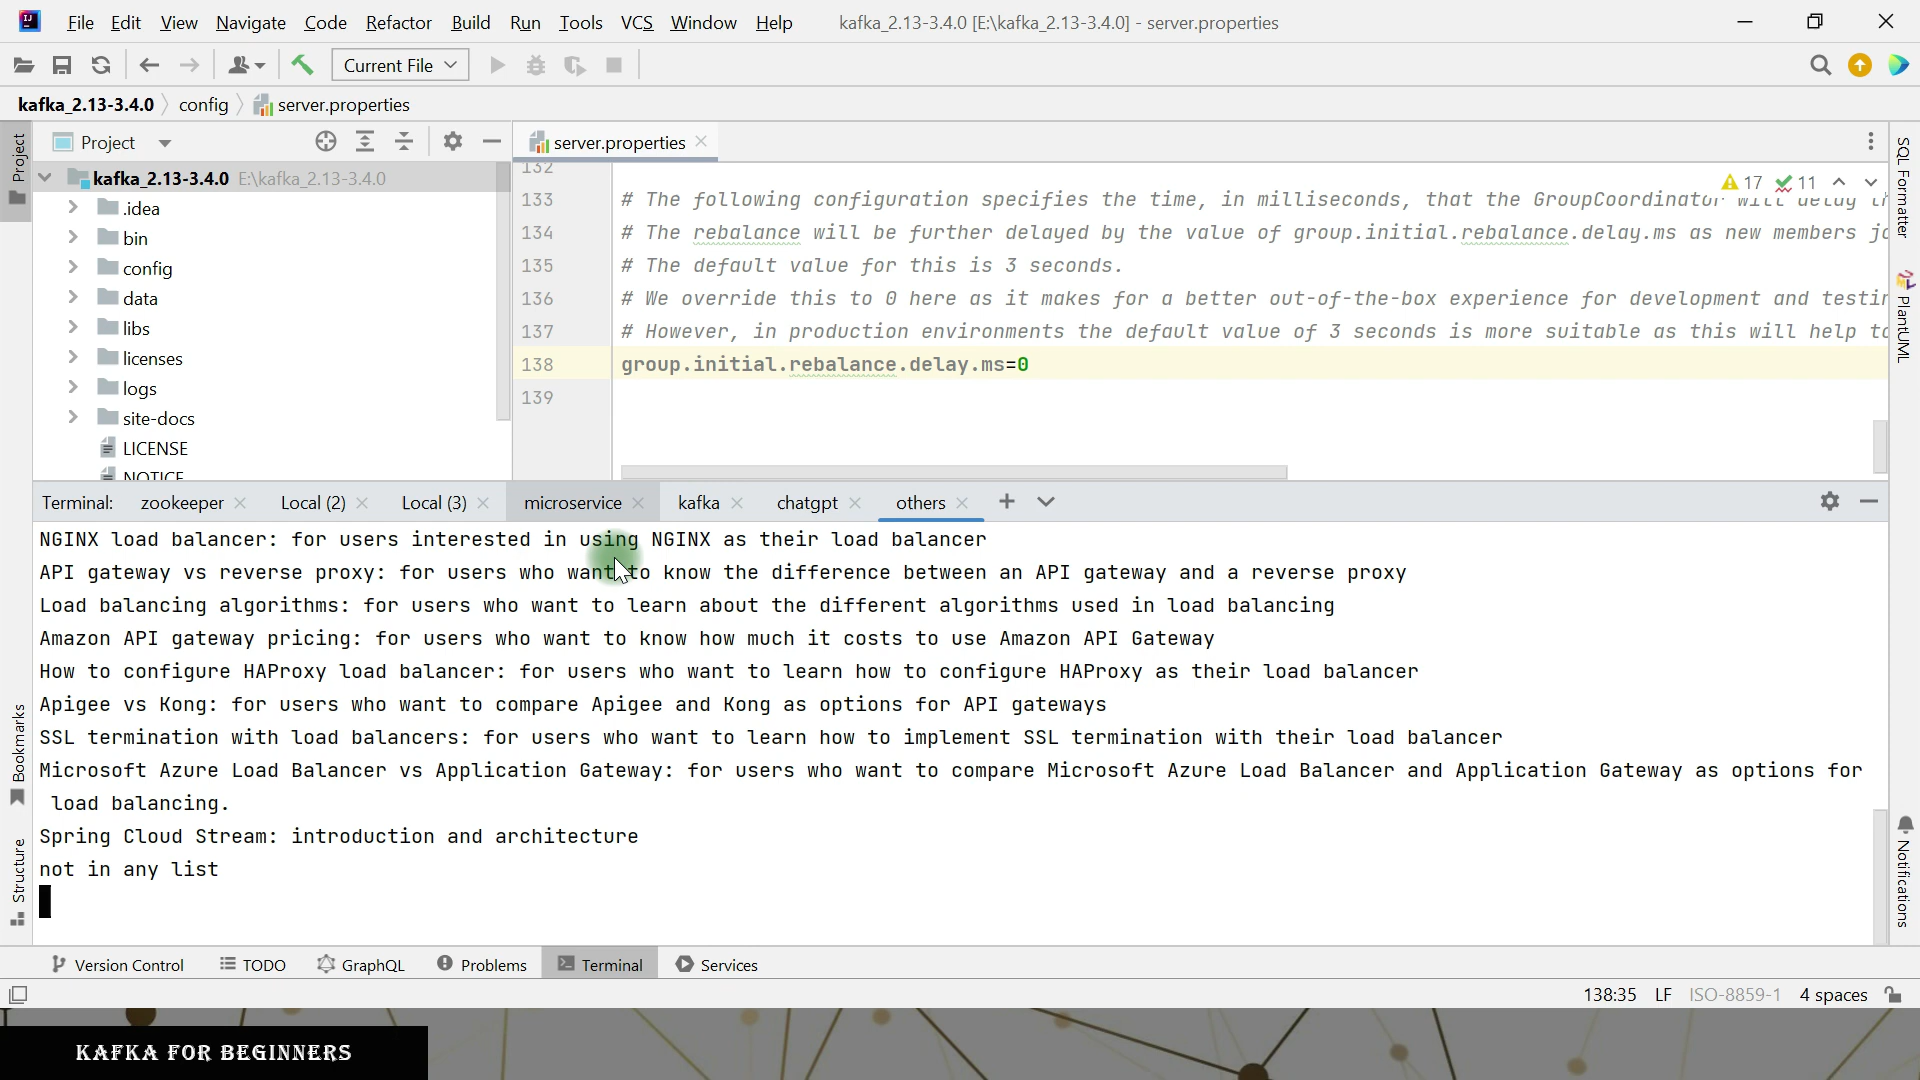 File Edit View Navigate Code Refactor Build Run Tools VCS Window Help kafka_2.13-3.4.0 [E:\kafka_2.13-3.4.0] - server.properties
Current File
kafka_2.13-3.4.0 config server.properties
Project
Project
server.properties
kafka_2.13-3.4.0 E:\kafka_2.13-3.4.0
.idea
bin
config
data
libs
licenses
logs
site-docs
LICENSE
NOTICE
17 11
132
133 # The following configuration specifies the time, in milliseconds, that the GroupCoordinator will delay
134 # The rebalance will be further delayed by the value of group.initial.rebalance.delay.ms as new members
135 # The default value for this is 3 seconds.
136 # We override this to 0 here as it makes for a better out-of-the-box experience for development and
137 # However, in production environments the default value of 3 seconds is more suitable as this will help
138 group.initial.rebalance.delay.ms=0
139
SQL Formatter
PlantUML
Terminal: zookeeper Local (2) Local (3) microservice kafka chatgpt others
NGINX load balancer: for users interested in using NGINX as their load balancer
API gateway vs reverse proxy: for users who want to know the difference between an API gateway and a reverse proxy
Load balancing algorithms: for users who want to learn about the different algorithms used in load balancing
Amazon API gateway pricing: for users who want to know how much it costs to use Amazon API Gateway
How to configure HAProxy load balancer: for users who want to learn how to configure HAProxy as their load balancer
Apigee vs Kong: for users who want to compare Apigee and Kong as options for API gateways
SSL termination with load balancers: for users who want to learn how to implement SSL termination with their load balancer
Microsoft Azure Load Balancer vs Application Gateway: for users who want to compare Microsoft Azure Load Balancer and Application Gateway as options for
load balancing.
Spring Cloud Stream: introduction and architecture
not in any list
Bookmarks
Structure
Notifications
Version Control TODO GraphQL Problems Terminal Services
138:35 LF ISO-8859-1 4 spaces
KAFKA FOR BEGINNERS